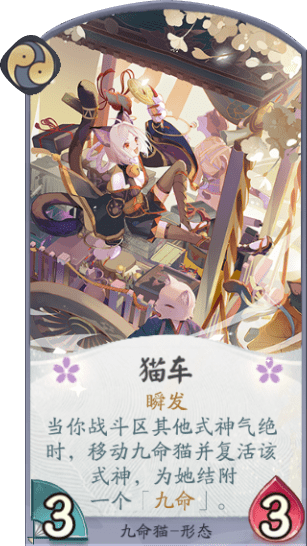 猫车
瞬发
当你战斗区其他式神气绝
时，移动九命猫并复活该
式神，为她结附
一个「九命」。
3
3
九命猫-形态